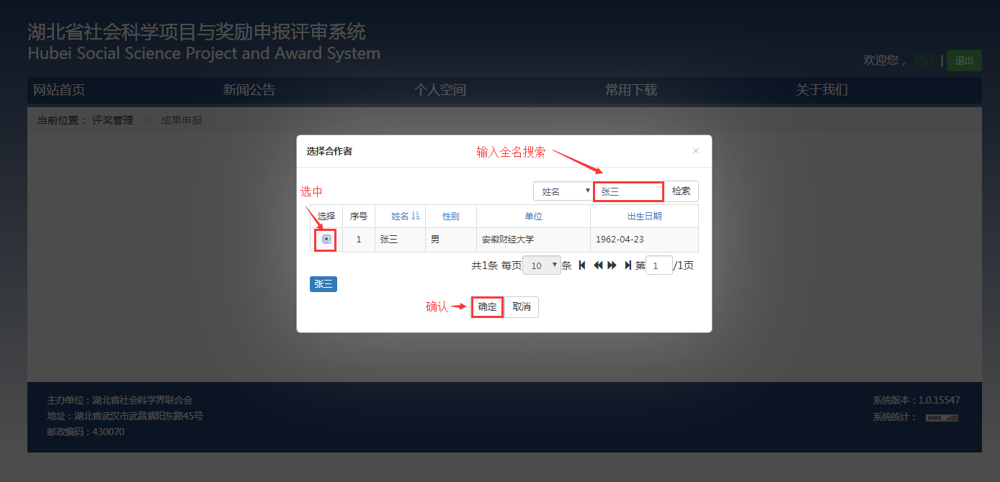 湖北省社会科学项目与奖励申报评审系统
Hubei Social Science Project and Award System
欢迎您， 测试 | 退出
网站首页 新闻公告 个人空间 常用下载 关于我们
当前位置： 评奖管理 >> 成果申报
选择合作者 ×
输入全名搜索
选中
姓名 张三 检索
选择 序号 姓名 性别 单位 出生日期
1 张三 男 安徽财经大学 1962-04-23
共1条 每页 10 条 第 1 /1页
张三
确认 确定 取消
主办单位：湖北省社会科学界联合会
地址：湖北省武汉市武昌紫阳东路45号
邮政编码：430070
系统版本：1.0.15547
系统统计： CNZZ